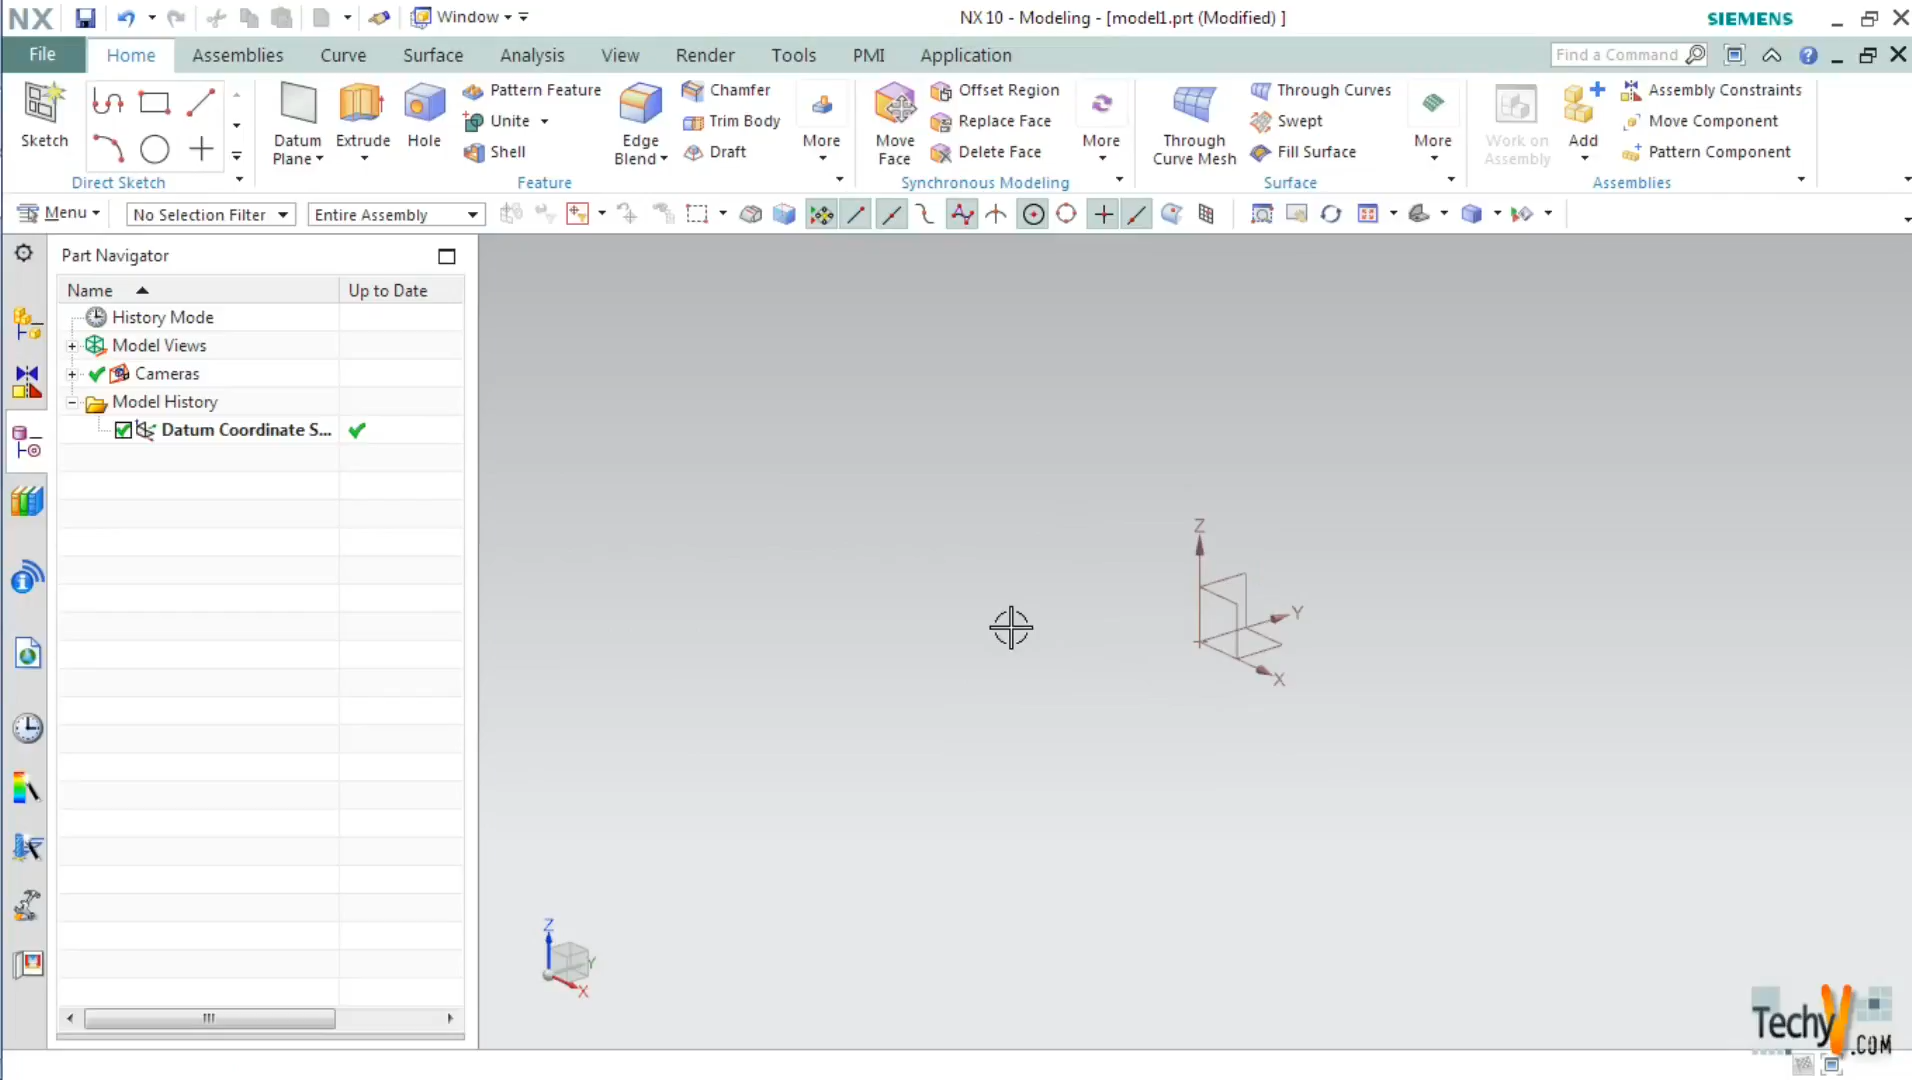 NX Window NX 10 - Modeling - [model1.prt (Modified) ] SIEMENS
File Home Assemblies Curve Surface Analysis View Render Tools PMI Application Find a Command
Sketch
Direct Sketch
Datum Plane
Extrude
Hole
Pattern Feature
Unite
Shell
Edge Blend
Chamfer
Trim Body
Draft
More
Feature
Move Face
Offset Region
Replace Face
Delete Face
More
Synchronous Modeling
Through Curve Mesh
Through Curves
Swept
Fill Surface
More
Surface
Work on Assembly
Add
Assembly Constraints
Move Component
Pattern Component
Assemblies
Menu No Selection Filter Entire Assembly
Part Navigator
Name Up to Date
History Mode
Model Views
Cameras
Model History
Datum Coordinate S...
Z
Y
X
Z
Y
X
TechyV
.COM